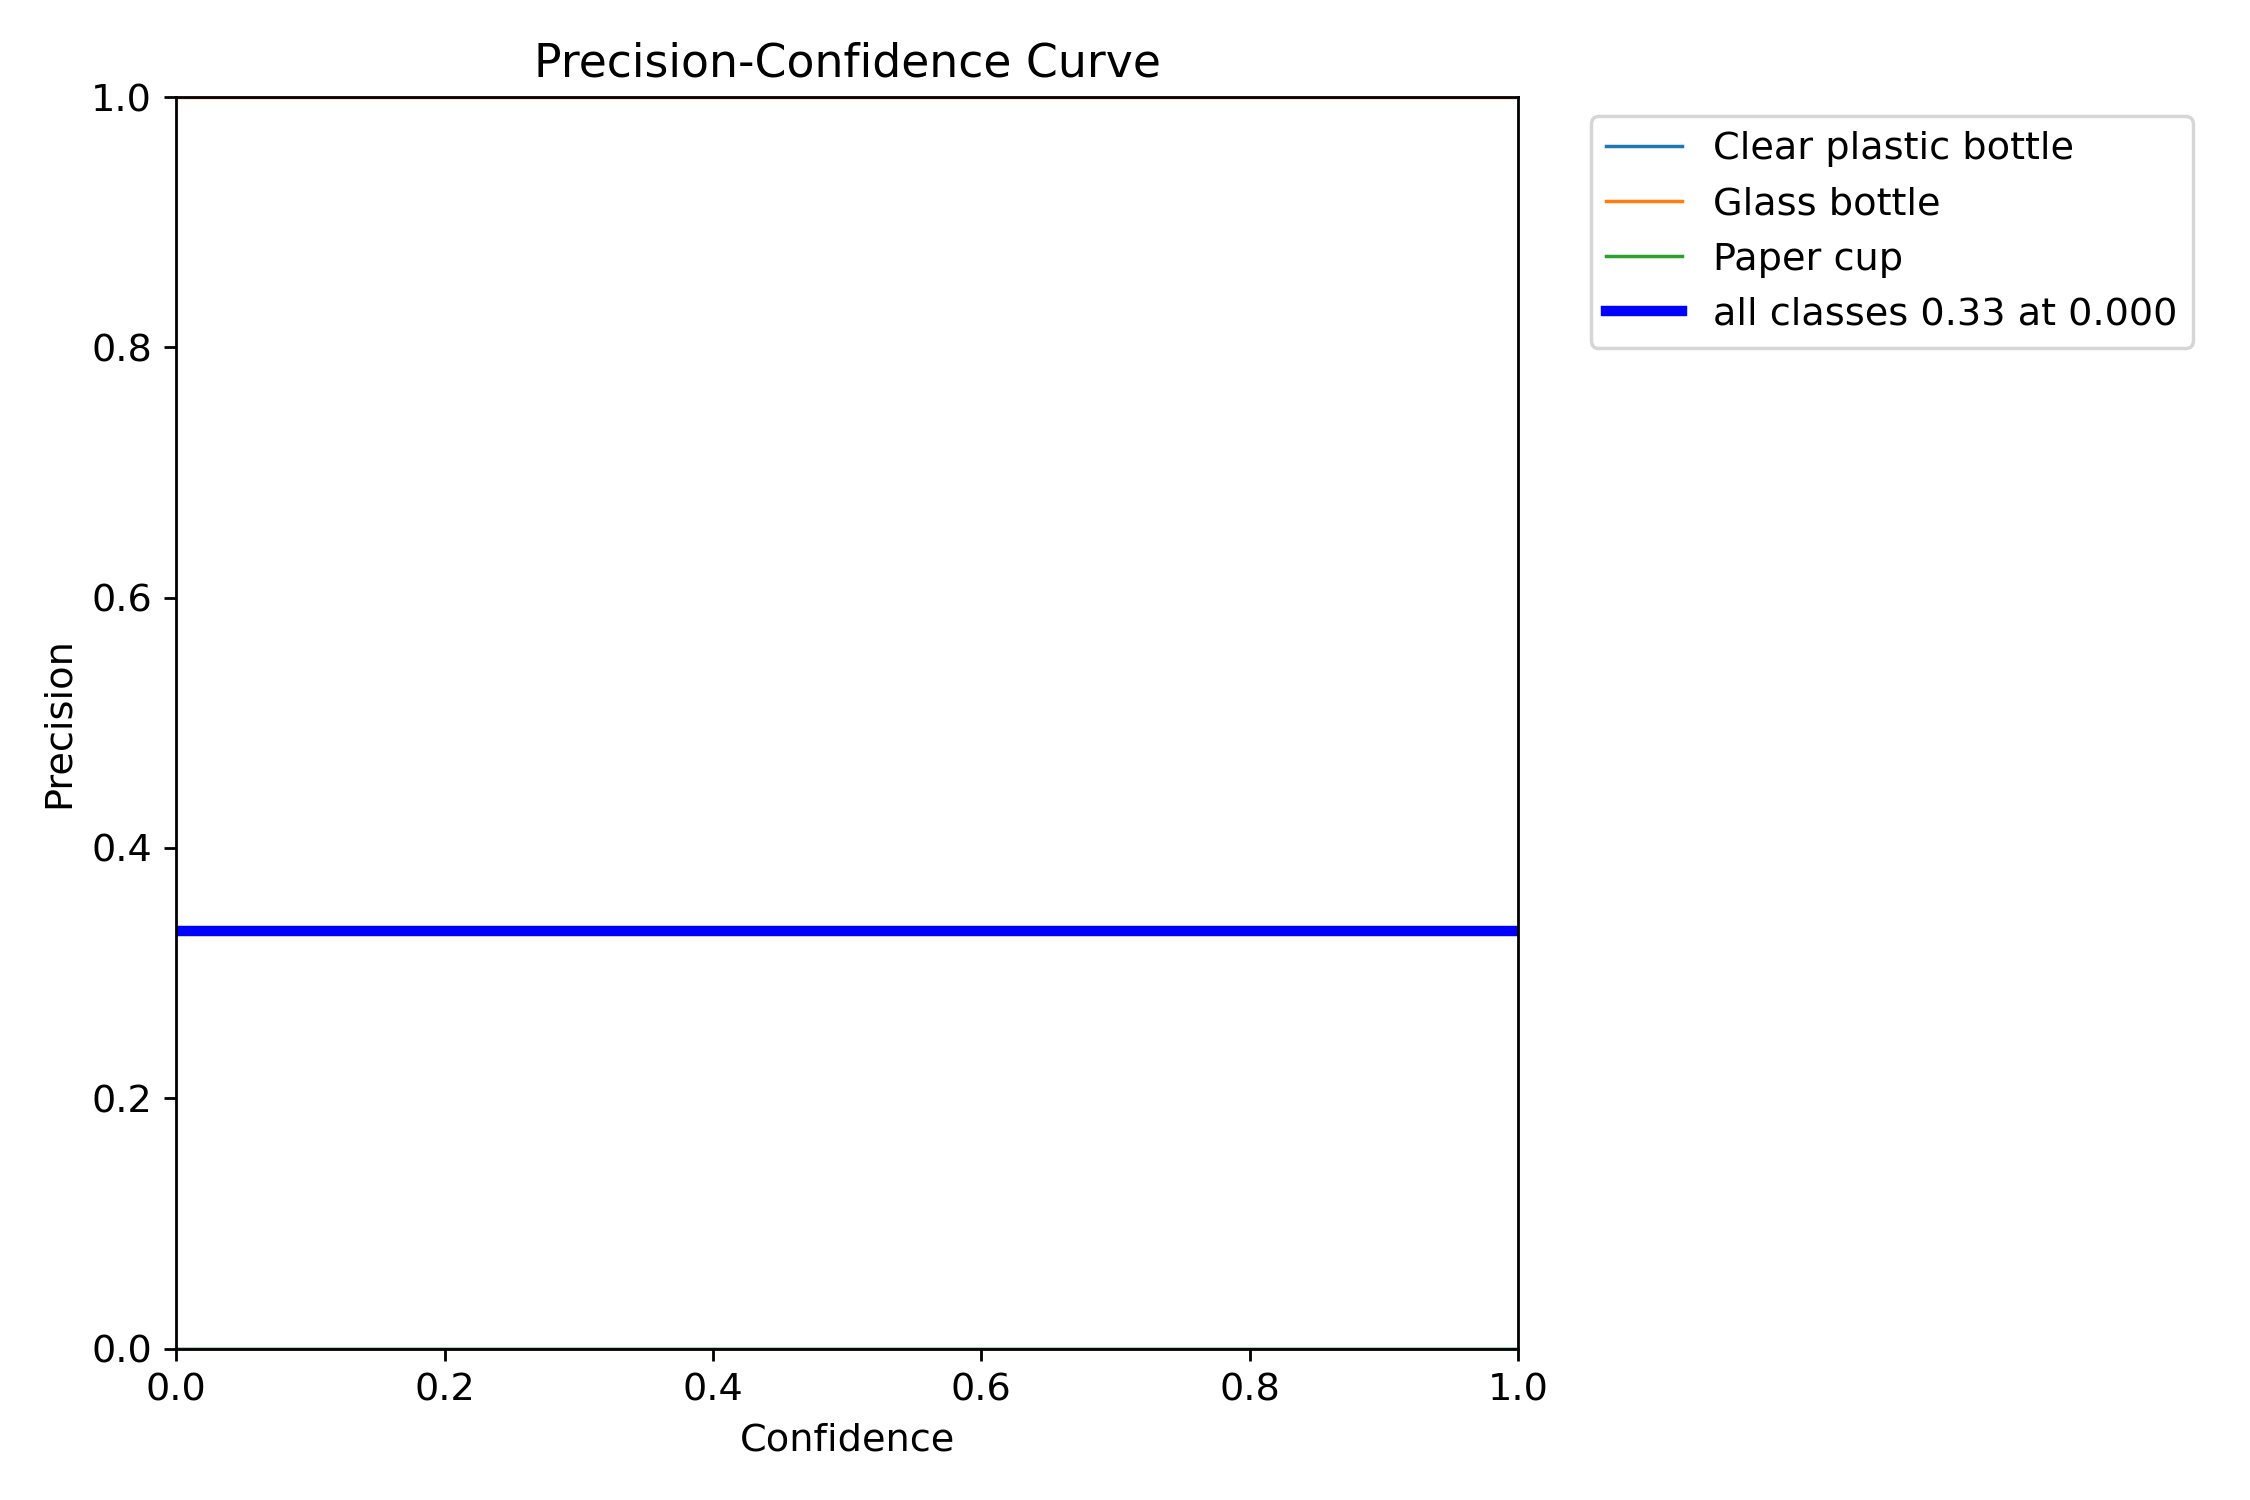 Precision-Confidence Curve
1.0
0.8
0.6
0.4
0.2
0.0
Precision
0.0 0.2 0.4 0.6 0.8 1.0
Confidence
Clear plastic bottle
Glass bottle
Paper cup
all classes 0.33 at 0.000